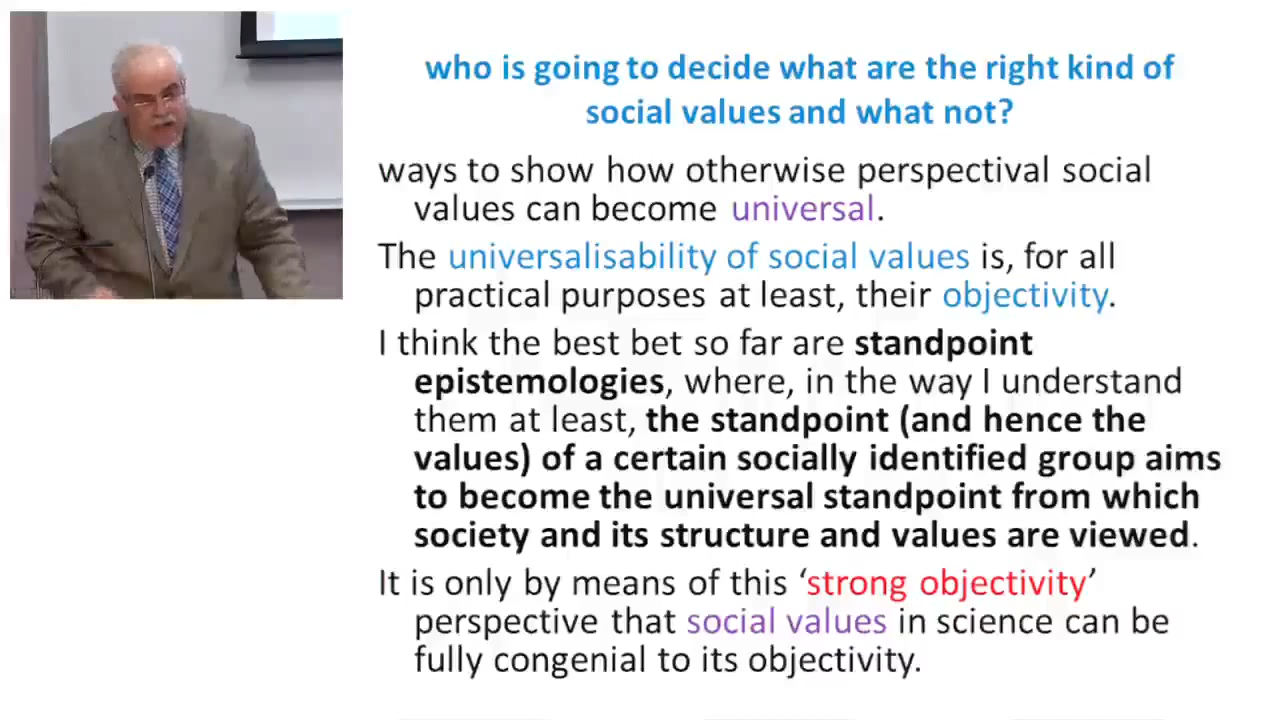 who is going to decide what are the right kind of
social values and what not?
ways to show how otherwise perspectival social
values can become universal.
The universalisability of social values is, for all
practical purposes at least, their objectivity.
I think the best bet so far are standpoint
epistemologies, where, in the way I understand
them at least, the standpoint (and hence the
values) of a certain socially identified group aims
to become the universal standpoint from which
society and its structure and values are viewed.
It is only by means of this ‘strong objectivity’
perspective that social values in science can be
fully congenial to its objectivity.